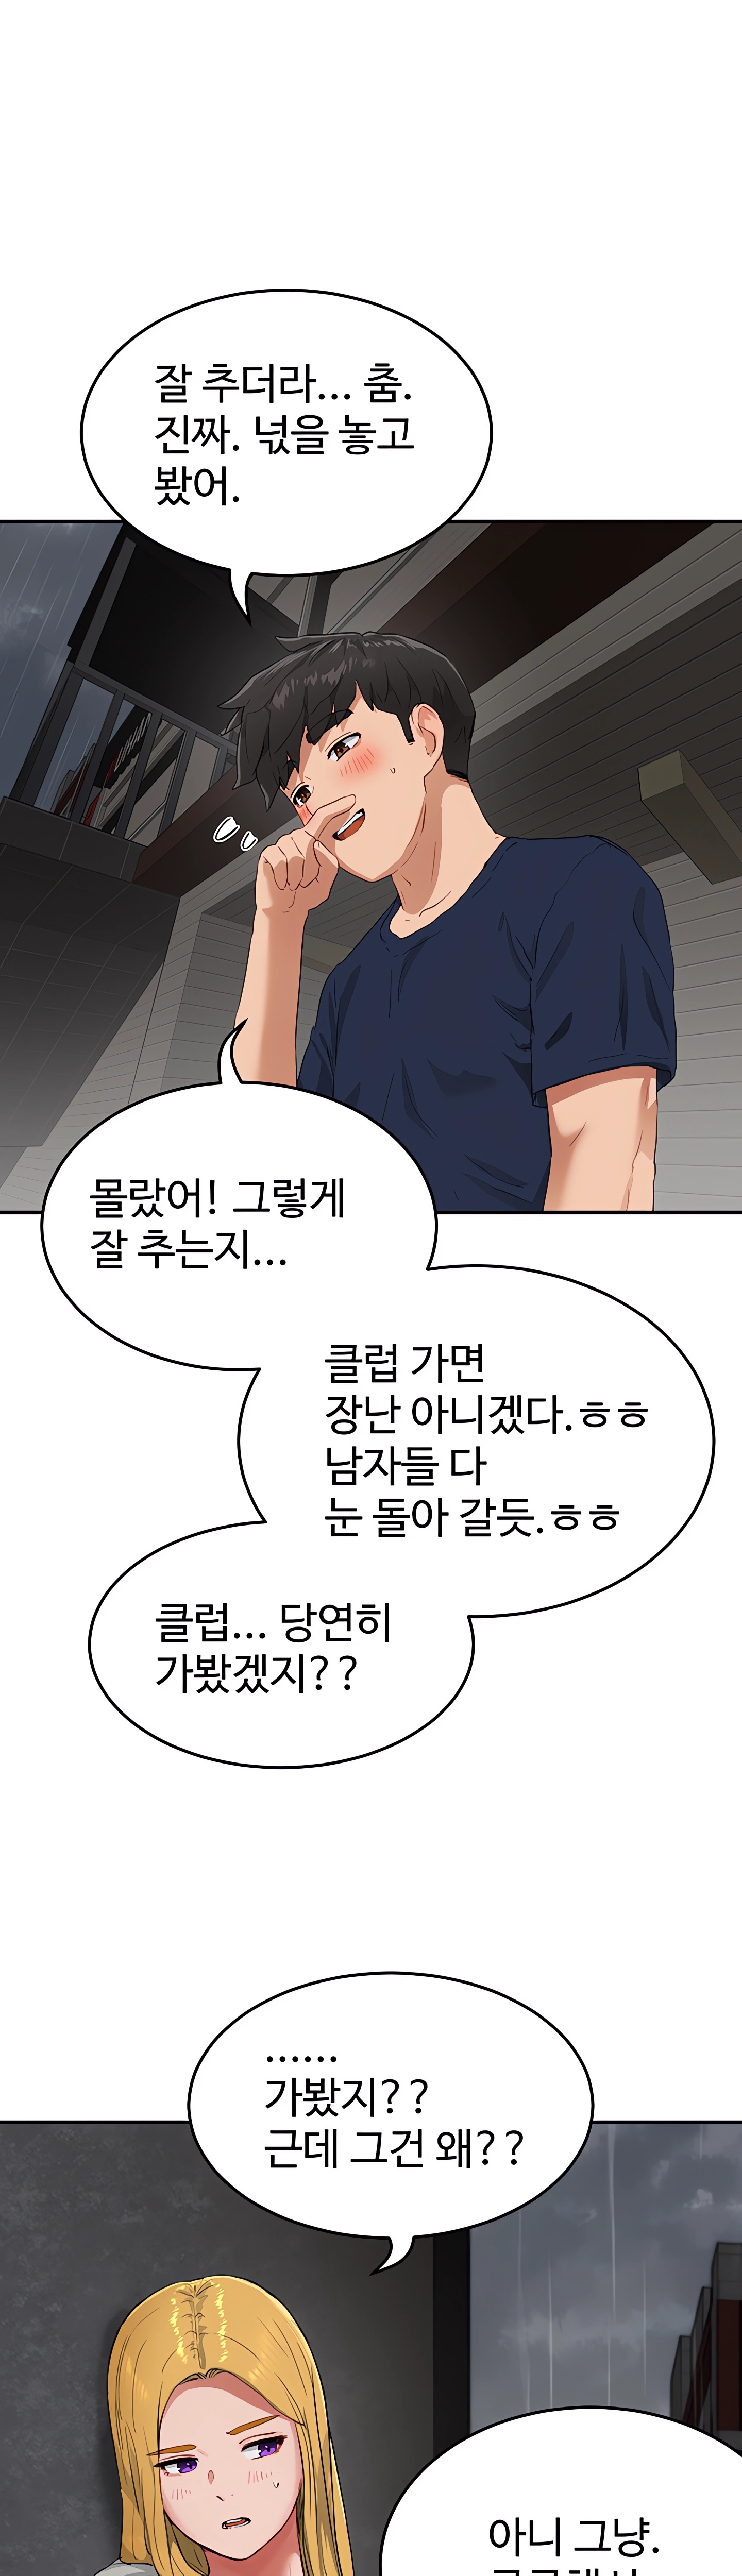 잘 추더라... 춤.
진짜. 넋을 놓고
봤어.
몰랐어! 그렇게
잘 추는지...
클럽 가면
장난 아니겠다.ㅎㅎ
남자들 다
눈 돌아 갈듯.ㅎㅎ
클럽... 당연히
가봤겠지??
......
가봤지??
근데 그건 왜??
아니 그냥.